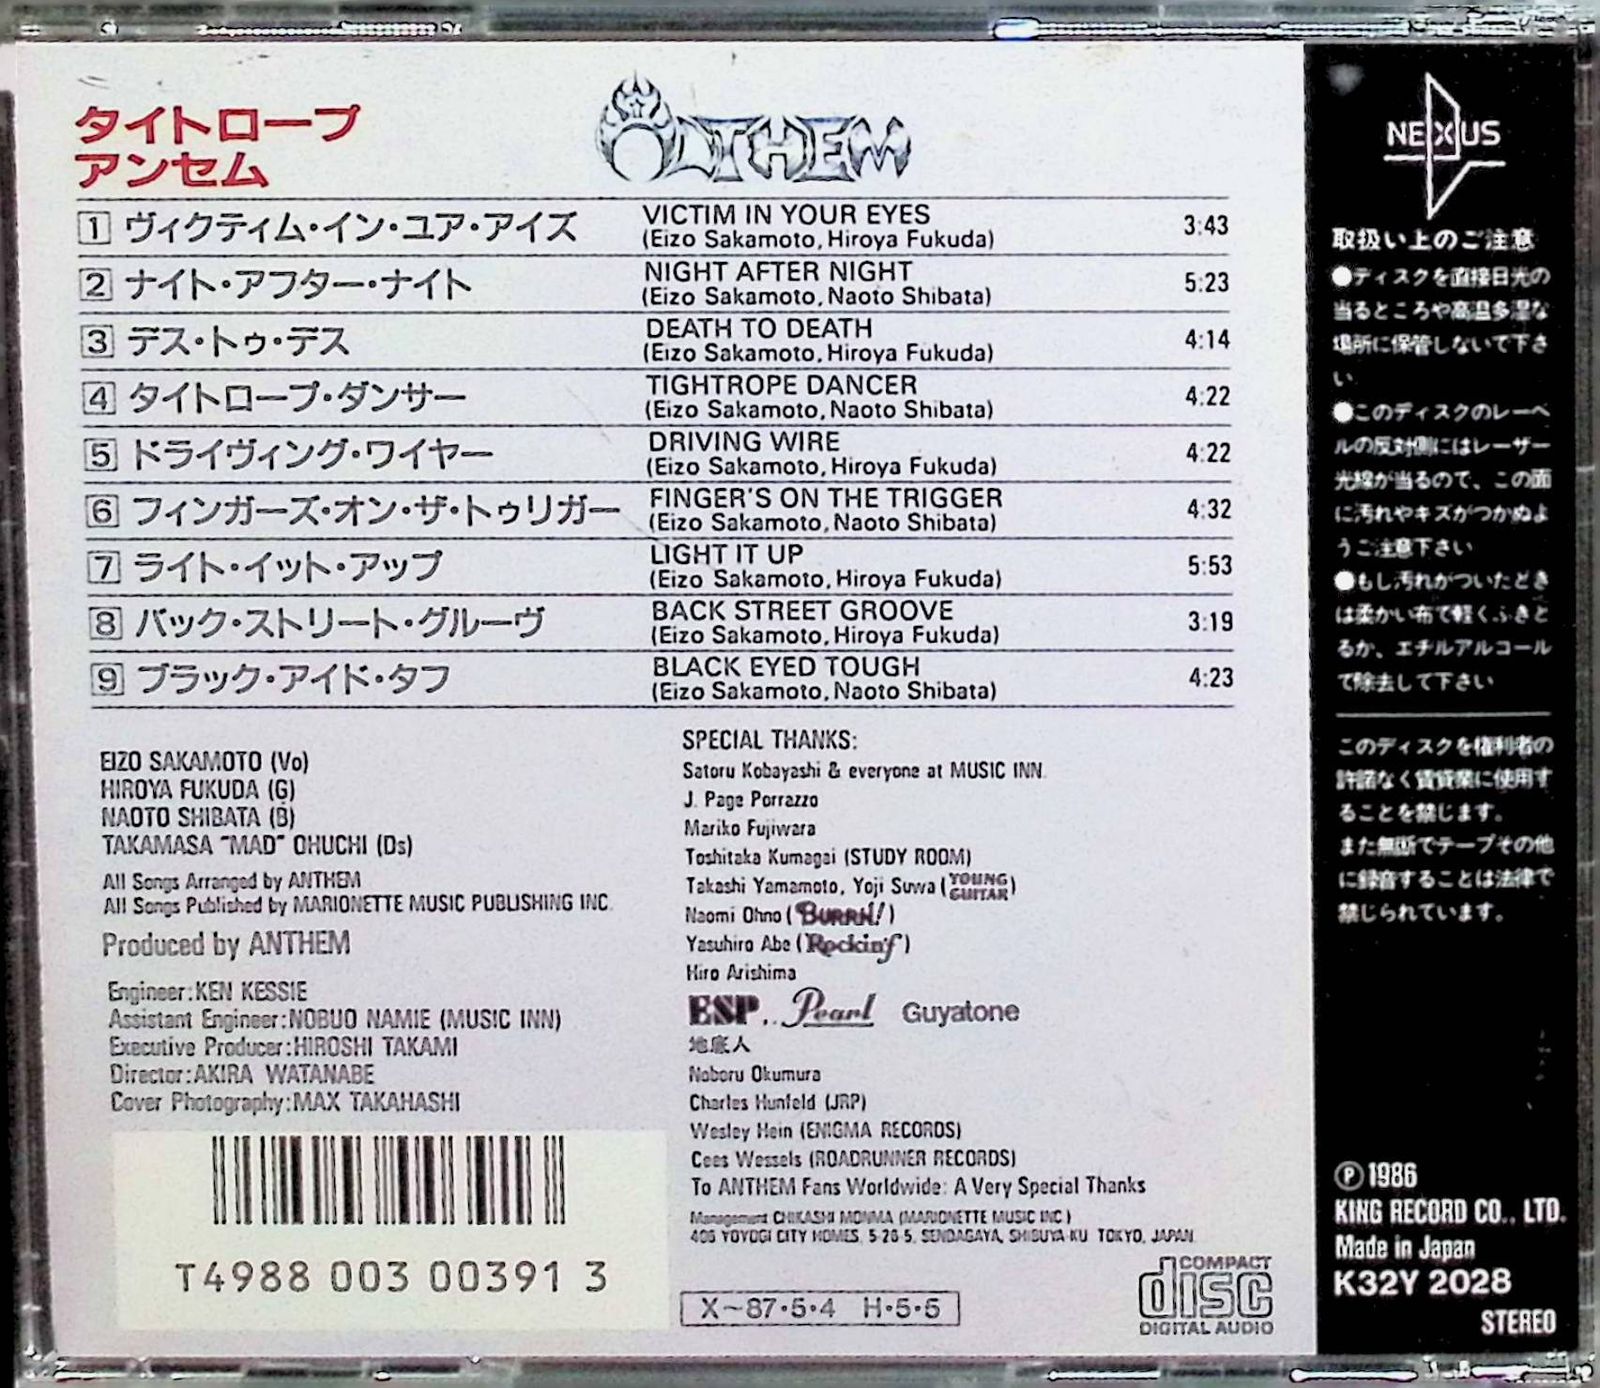 タイトロープ
アンセム
ANTHEM
1 ヴィクティム・イン・ユア・アイズ VICTIM IN YOUR EYES 3:43
(Eizo Sakamoto, Hiroya Fukuda)
2 ナイト・アフター・ナイト NIGHT AFTER NIGHT 5:23
(Eizo Sakamoto, Naoto Shibata)
3 デス・トゥ・デス DEATH TO DEATH 4:14
(Eizo Sakamoto, Hiroya Fukuda)
4 タイトロープ・ダンサー TIGHTROPE DANCER 4:22
(Eizo Sakamoto, Naoto Shibata)
5 ドライヴィング・ワイヤー DRIVING WIRE 4:22
(Eizo Sakamoto, Hiroya Fukuda)
6 フィンガーズ・オン・ザ・トゥリガー FINGER'S ON THE TRIGGER 4:32
(Eizo Sakamoto, Naoto Shibata)
7 ライト・イット・アップ LIGHT IT UP 5:53
(Eizo Sakamoto, Hiroya Fukuda)
8 バック・ストリート・グルーヴ BACK STREET GROOVE 3:19
(Eizo Sakamoto, Hiroya Fukuda)
9 ブラック・アイド・タフ BLACK EYED TOUGH 4:23
(Eizo Sakamoto, Naoto Shibata)
EIZO SAKAMOTO (Vo)
HIROYA FUKUDA (G)
NAOTO SHIBATA (B)
TAKAMASA "MAD" OHUCHI (Ds)
All Songs Arranged by ANTHEM
All Songs Published by MARIONETTE MUSIC PUBLISHING INC.
Produced by ANTHEM
Engineer:KEN KESSIE
Assistant Engineer:NOBUO NAMIE (MUSIC INN)
Executive Producer:HIROSHI TAKAMI
Director:AKIRA WATANABE
Cover Photography:MAX TAKAHASHI
T4988 003 00391 3
SPECIAL THANKS:
Satoru Kobayashi & everyone at MUSIC INN.
J. Page Porrazzo
Mariko Fujiwara
Toshitaka Kumagai (STUDY ROOM)
Takashi Yamamoto, Yoji Suwa (YOUNG GUITAR)
Naomi Ohno (BURRN!)
Yasuhiro Abe (Rockin'f)
Hiro Arishima
ESP.. Pearl Guyatone
地底人
Noboru Okumura
Charles Hunfeld (JRP)
Wesley Hein (ENIGMA RECORDS)
Cees Wessels (ROADRUNNER RECORDS)
To ANTHEM Fans Worldwide: A Very Special Thanks
Management CHIKASHI MONMA (MARIONETTE MUSIC INC.)
406 YOYOGI CITY HOMES, 5-26-5, SENDAGAYA, SHIBUYA-KU TOKYO, JAPAN
X〜87・5・4 H・5・5
COMPACT
disc
DIGITAL AUDIO
NEXUS
取扱い上のご注意
●ディスクを直接日光の
当るところや高温多湿な
場所に保管しないで下さ
い
●このディスクのレーベ
ルの反対側にはレーザー
光線が当るので、この面
に汚れやキズがつかぬよ
うご注意下さい
●もし汚れがついたとき
は柔かい布で軽くふきと
るか、エチルアルコール
で除去して下さい
このディスクを権利者の
許諾なく賃貸業に使用す
ることを禁じます。
また無断でテープその他
に録音することは法律で
禁じられています。
Ⓟ 1986
KING RECORD CO., LTD.
Made in Japan
K32Y 2028
STEREO